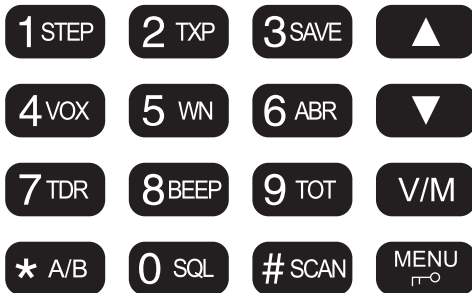 1 STEP 2 TXP 3 SAVE ▲
4 VOX 5 WN 6 ABR ▼
7 TDR 8 BEEP 9 TOT V/M
* A/B 0 SQL # SCAN MENU